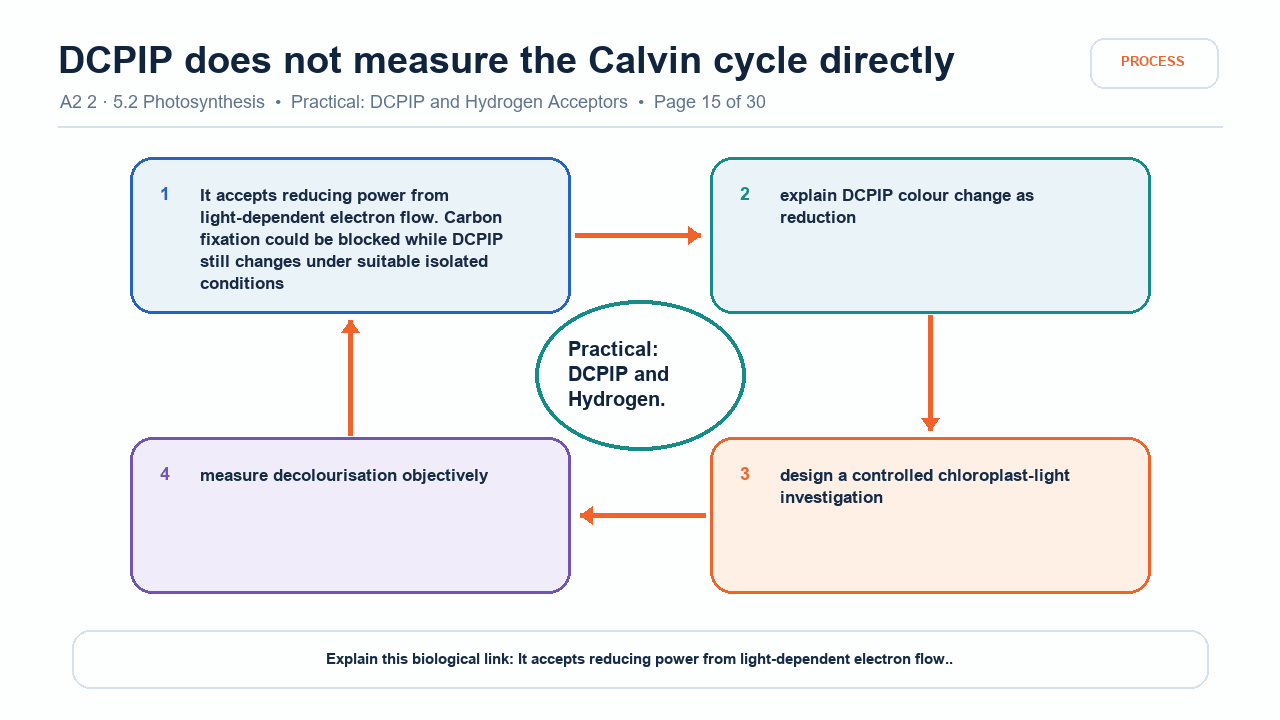 DCPIP does not measure the Calvin cycle directly
PROCESS
A2 2 · 5.2 Photosynthesis • Practical: DCPIP and Hydrogen Acceptors • Page 15 of 30
1
It accepts reducing power from
light-dependent electron flow. Carbon
fixation could be blocked while DCPIP
still changes under suitable isolated
conditions
2
explain DCPIP colour change as
reduction
Practical:
DCPIP and
Hydrogen.
4
measure decolourisation objectively
3
design a controlled chloroplast-light
investigation
Explain this biological link: It accepts reducing power from light-dependent electron flow..